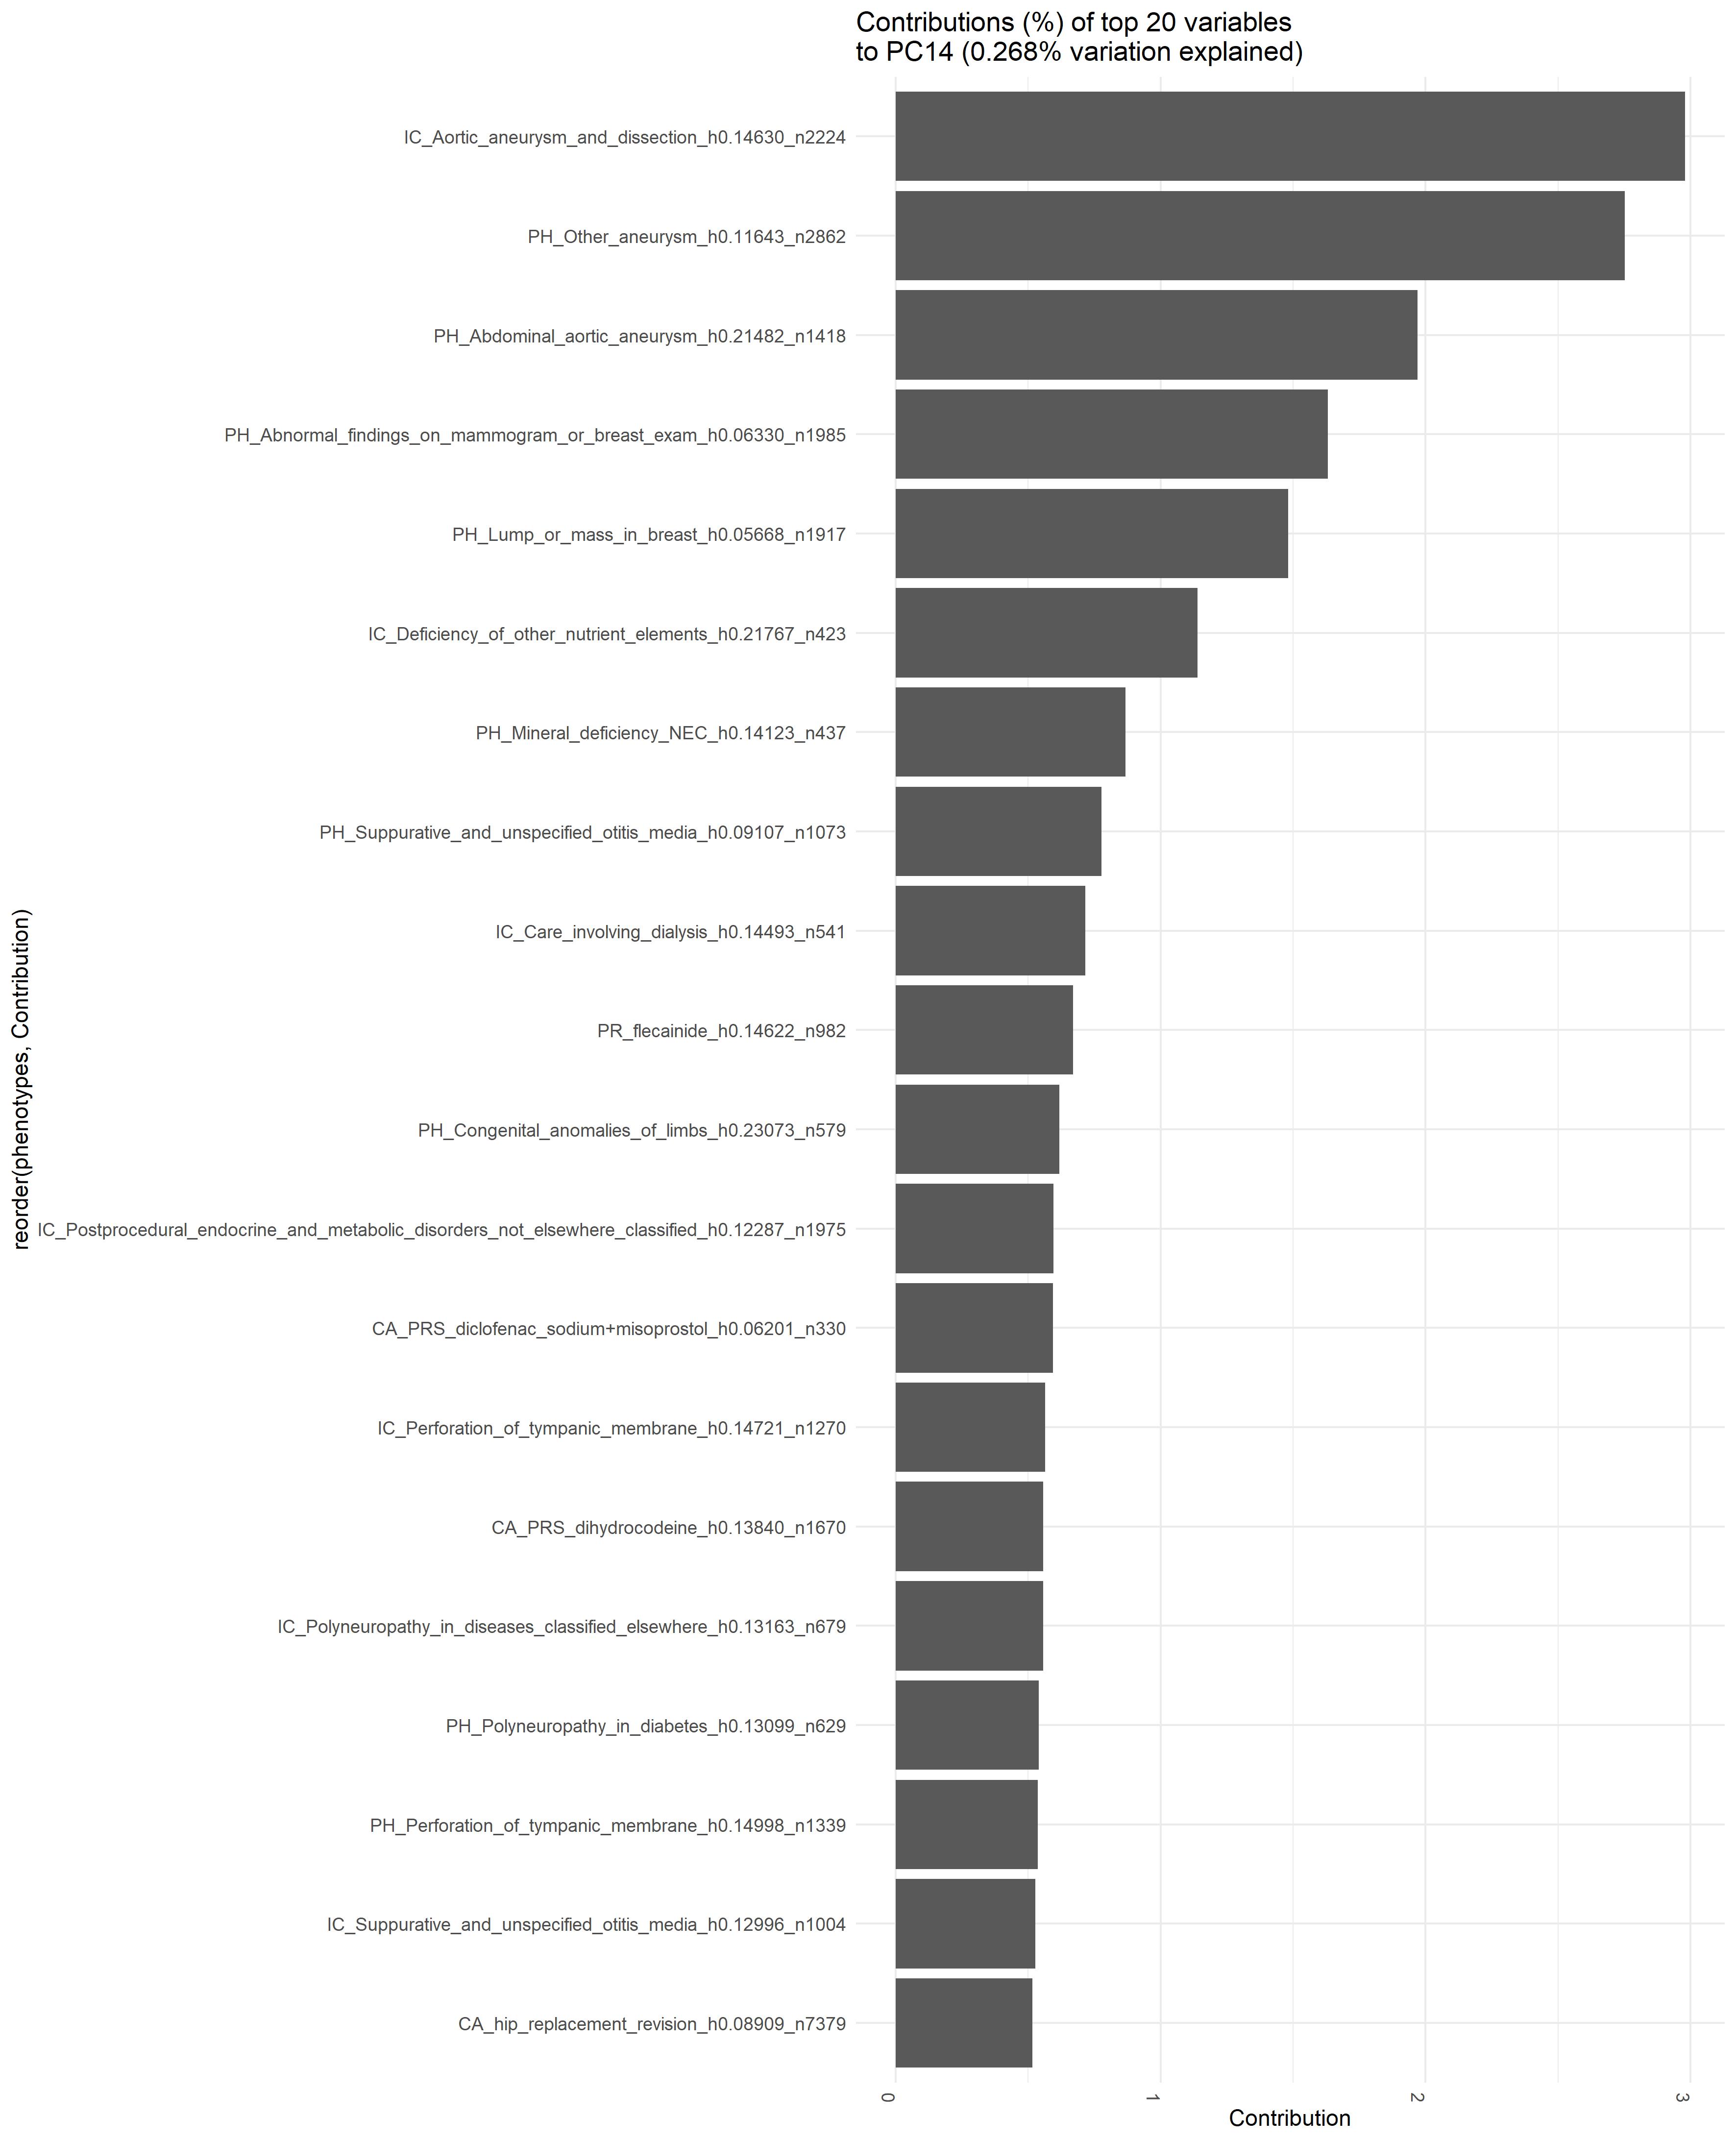 Contributions (%) of top 20 variables
to PC14 (0.268% variation explained)
IC_Aortic_aneurysm_and_dissection_h0.14630_n2224
PH_Other_aneurysm_h0.11643_n2862
PH_Abdominal_aortic_aneurysm_h0.21482_n1418
PH_Abnormal_findings_on_mammogram_or_breast_exam_h0.06330_n1985
PH_Lump_or_mass_in_breast_h0.05668_n1917
IC_Deficiency_of_other_nutrient_elements_h0.21767_n423
PH_Mineral_deficiency_NEC_h0.14123_n437
PH_Suppurative_and_unspecified_otitis_media_h0.09107_n1073
IC_Care_involving_dialysis_h0.14493_n541
PR_flecainide_h0.14622_n982
PH_Congenital_anomalies_of_limbs_h0.23073_n579
IC_Postprocedural_endocrine_and_metabolic_disorders_not_elsewhere_classified_h0.12287_n1975
CA_PRS_diclofenac_sodium+misoprostol_h0.06201_n330
IC_Perforation_of_tympanic_membrane_h0.14721_n1270
CA_PRS_dihydrocodeine_h0.13840_n1670
IC_Polyneuropathy_in_diseases_classified_elsewhere_h0.13163_n679
PH_Polyneuropathy_in_diabetes_h0.13099_n629
PH_Perforation_of_tympanic_membrane_h0.14998_n1339
IC_Suppurative_and_unspecified_otitis_media_h0.12996_n1004
CA_hip_replacement_revision_h0.08909_n7379
reorder(phenotypes, Contribution)
0
1
2
3
Contribution